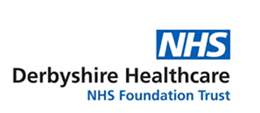 NHS
Derbyshire Healthcare
NHS Foundation Trust